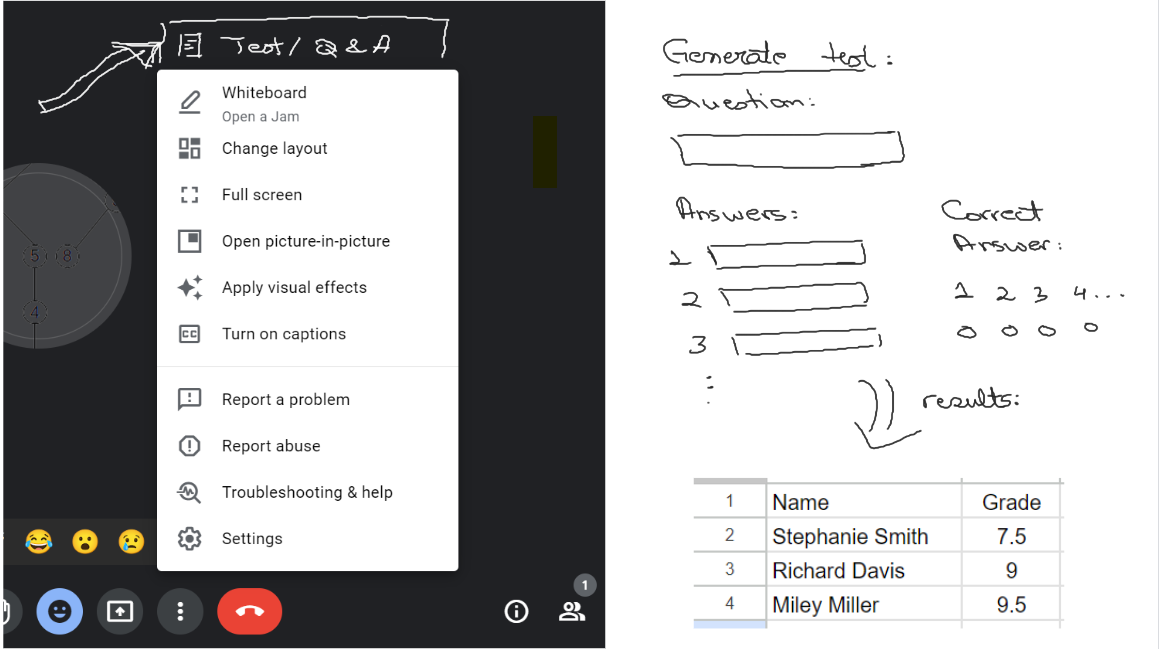 Test / Q & A
Whiteboard
Open a Jam
Change layout
Full screen
Open picture-in-picture
Apply visual effects
CC
Turn on captions
Report a problem
Report abuse
Troubleshooting & help
Settings
5 8
4
1
Generate test:
Question:
Answers:
1
2
3
:
Correct
Answer:
1 2 3 4...
results:
1 Name Grade
2 Stephanie Smith 7.5
3 Richard Davis 9
4 Miley Miller 9.5